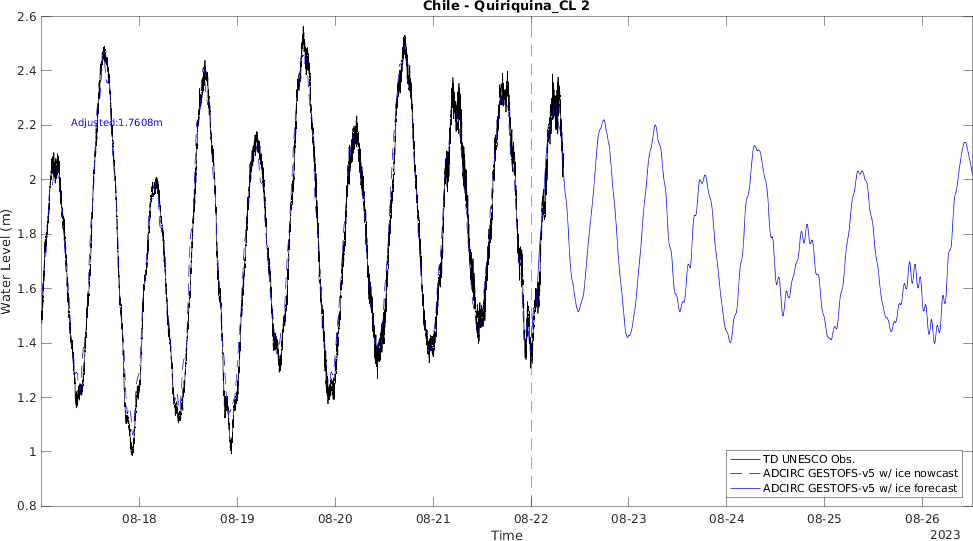 Chile - Quiriquina_CL 2
2.6
2.4
2.2
2
1.8
1.6
1.4
1.2
1
0.8
Water Level (m)
Adjusted:1.7608m
TD UNESCO Obs.
ADCIRC GESTOFS-v5 w/ ice nowcast
ADCIRC GESTOFS-v5 w/ ice forecast
08-18 08-19 08-20 08-21 08-22 08-23 08-24 08-25 08-26
Time
2023